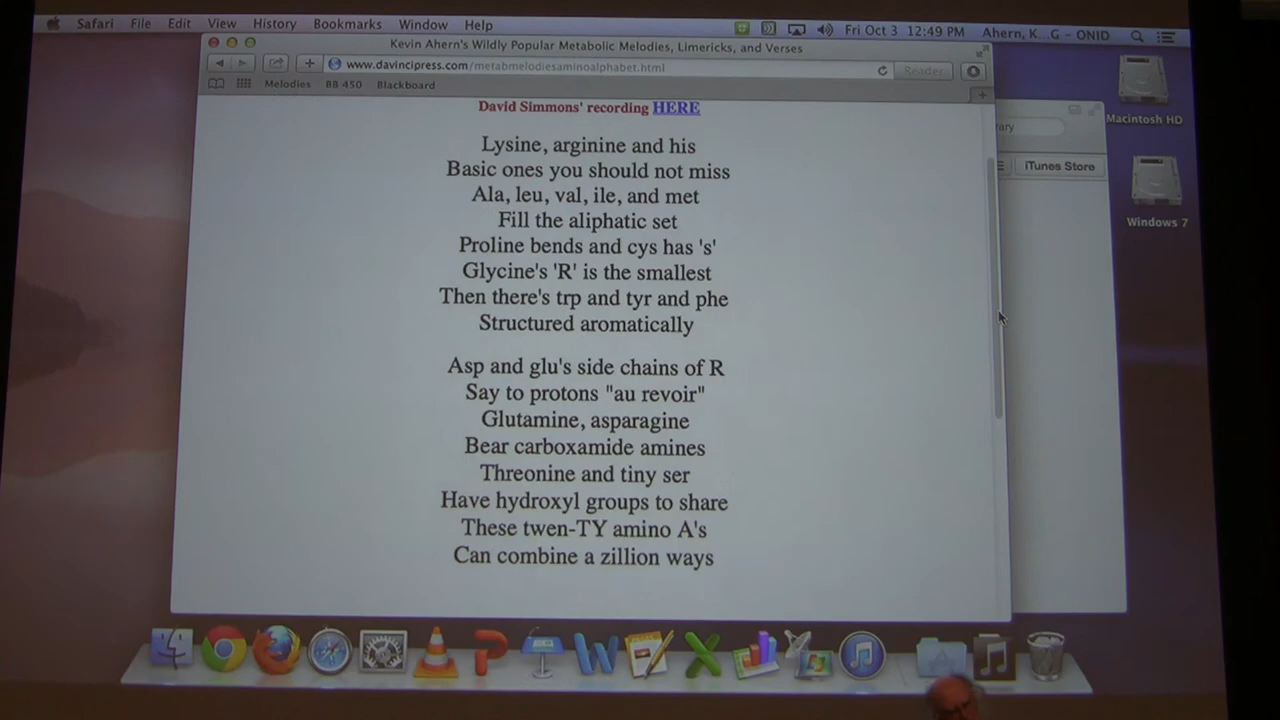 Safari File Edit View History Bookmarks Window Help Fri Oct 3 12:49 PM Ahern, K...G - ONID
Kevin Ahern's Wildly Popular Metabolic Melodies, Limericks, and Verses
www.davincipress.com/metabmelodiesaminoalphabet.html Reader
Melodies BB 450 Blackboard
David Simmons' recording HERE
Lysine, arginine and his
Basic ones you should not miss
Ala, leu, val, ile, and met
Fill the aliphatic set
Proline bends and cys has 's'
Glycine's 'R' is the smallest
Then there's trp and tyr and phe
Structured aromatically
Asp and glu's side chains of R
Say to protons "au revoir"
Glutamine, asparagine
Bear carboxamide amines
Threonine and tiny ser
Have hydroxyl groups to share
These twen-TY amino A's
Can combine a zillion ways
ary
iTunes Store
Macintosh HD
Windows 7